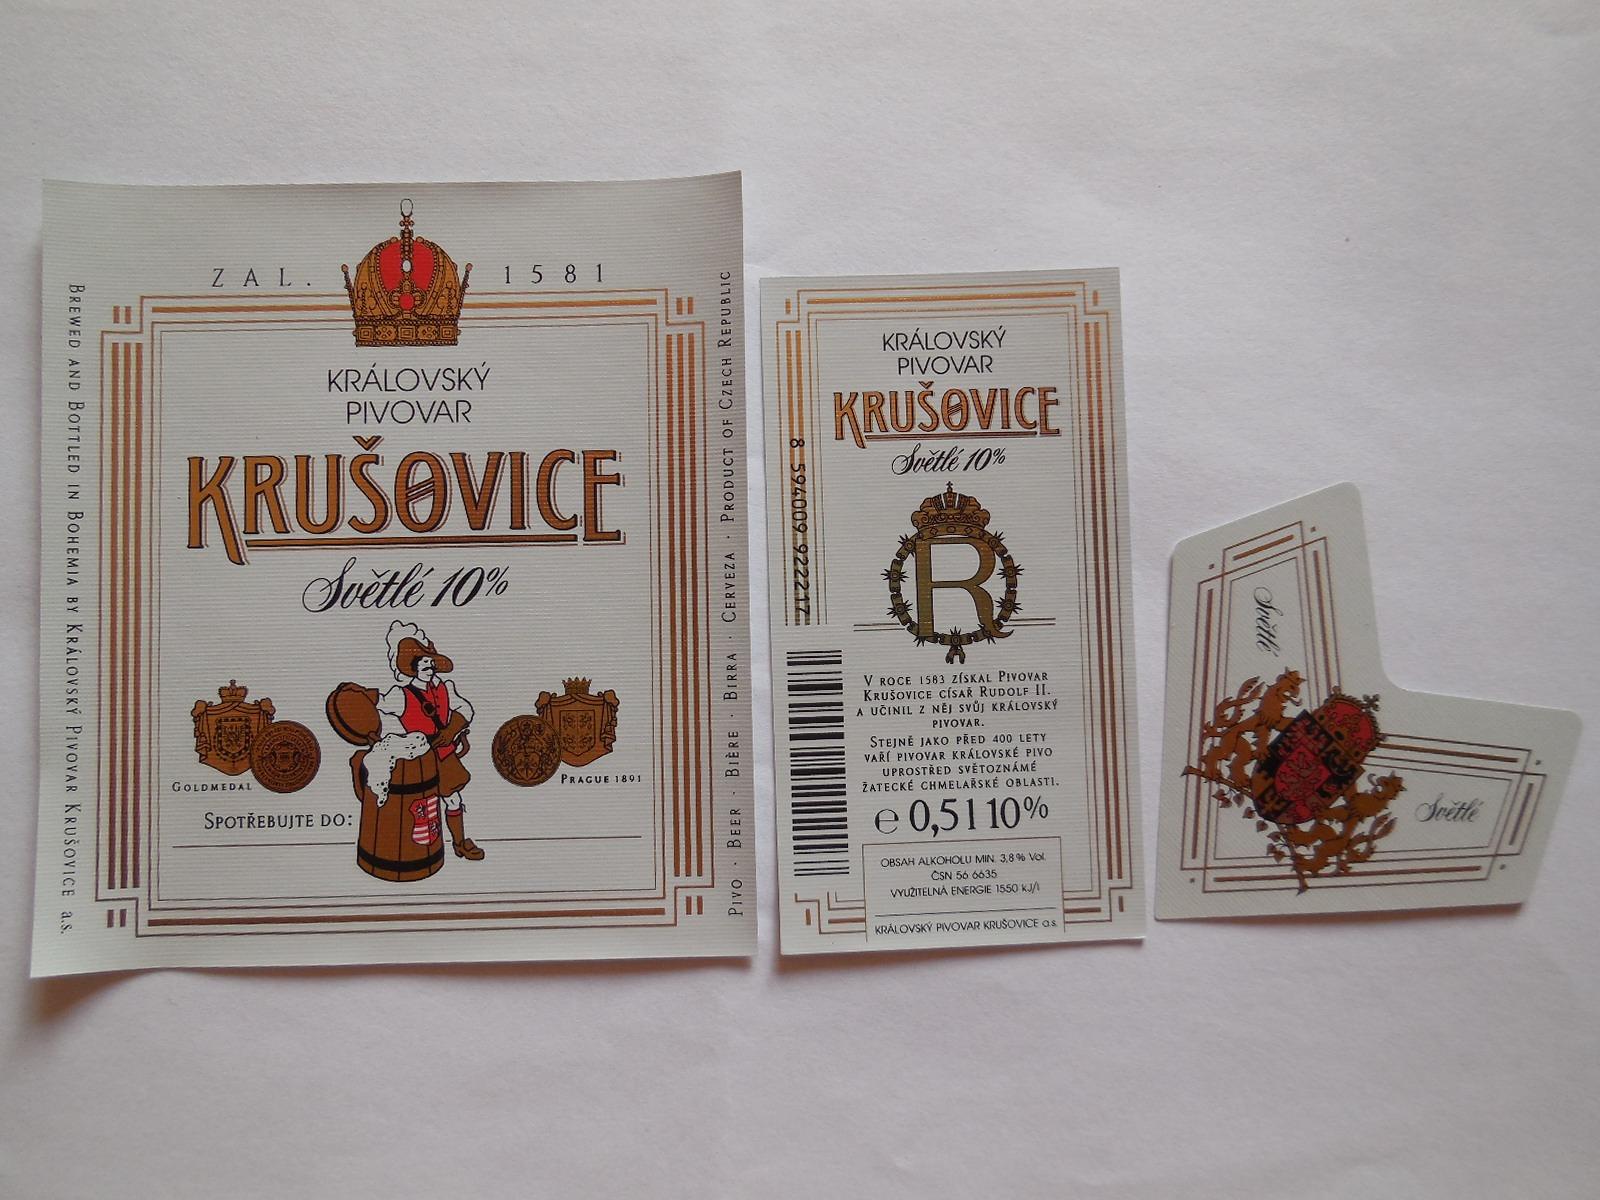 ZAL. 1581
KRÁLOVSKÝ
PIVOVAR
KRUŠOVICE
Světlé 10%
GOLDMEDAL
PRAGUE 1891
SPOTŘEBUJTE DO:
BREWED AND BOTTLED IN BOHEMIA BY KRÁLOVSKÝ PIVOVAR KRUŠOVICE a.s.
PIVO · BEER · BIÈRE · BIRRA · CERVEZA · PRODUCT OF CZECH REPUBLIC
KRÁLOVSKÝ
PIVOVAR
KRUŠOVICE
Světlé 10%
R
8 594009 922217
V ROCE 1583 ZÍSKAL PIVOVAR
KRUŠOVICE CÍSAŘ RUDOLF II.
A UČINIL Z NĚJ SVŮJ KRÁLOVSKÝ
PIVOVAR.
STEJNĚ JAKO PŘED 400 LETY
VAŘÍ PIVOVAR KRÁLOVSKÉ PIVO
UPROSTŘED SVĚTOZNÁMÉ
ŽATECKÉ CHMELAŘSKÉ OBLASTI.
℮ 0,5l 10%
OBSAH ALKOHOLU MIN. 3,8% Vol.
ČSN 56 6635
VYUŽITELNÁ ENERGIE 1550 kJ/l
KRÁLOVSKÝ PIVOVAR KRUŠOVICE a.s.
Světlé
Světlé